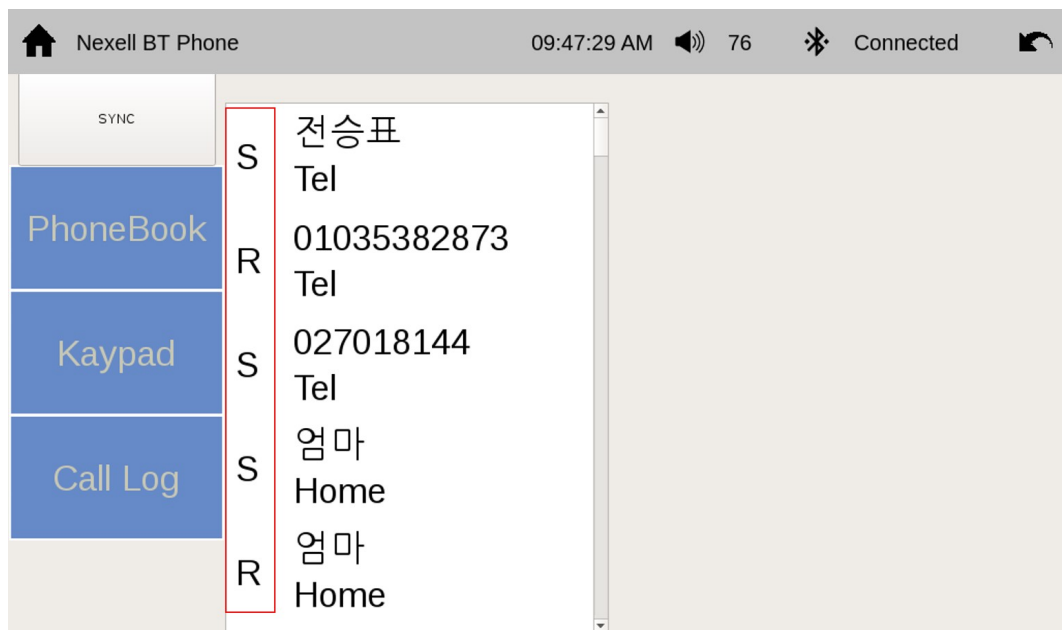 Nexell BT Phone
09:47:29 AM
76
Connected
SYNC
PhoneBook
Kaypad
Call Log
S
전승표
Tel
R
01035382873
Tel
S
027018144
Tel
S
엄마
Home
R
엄마
Home